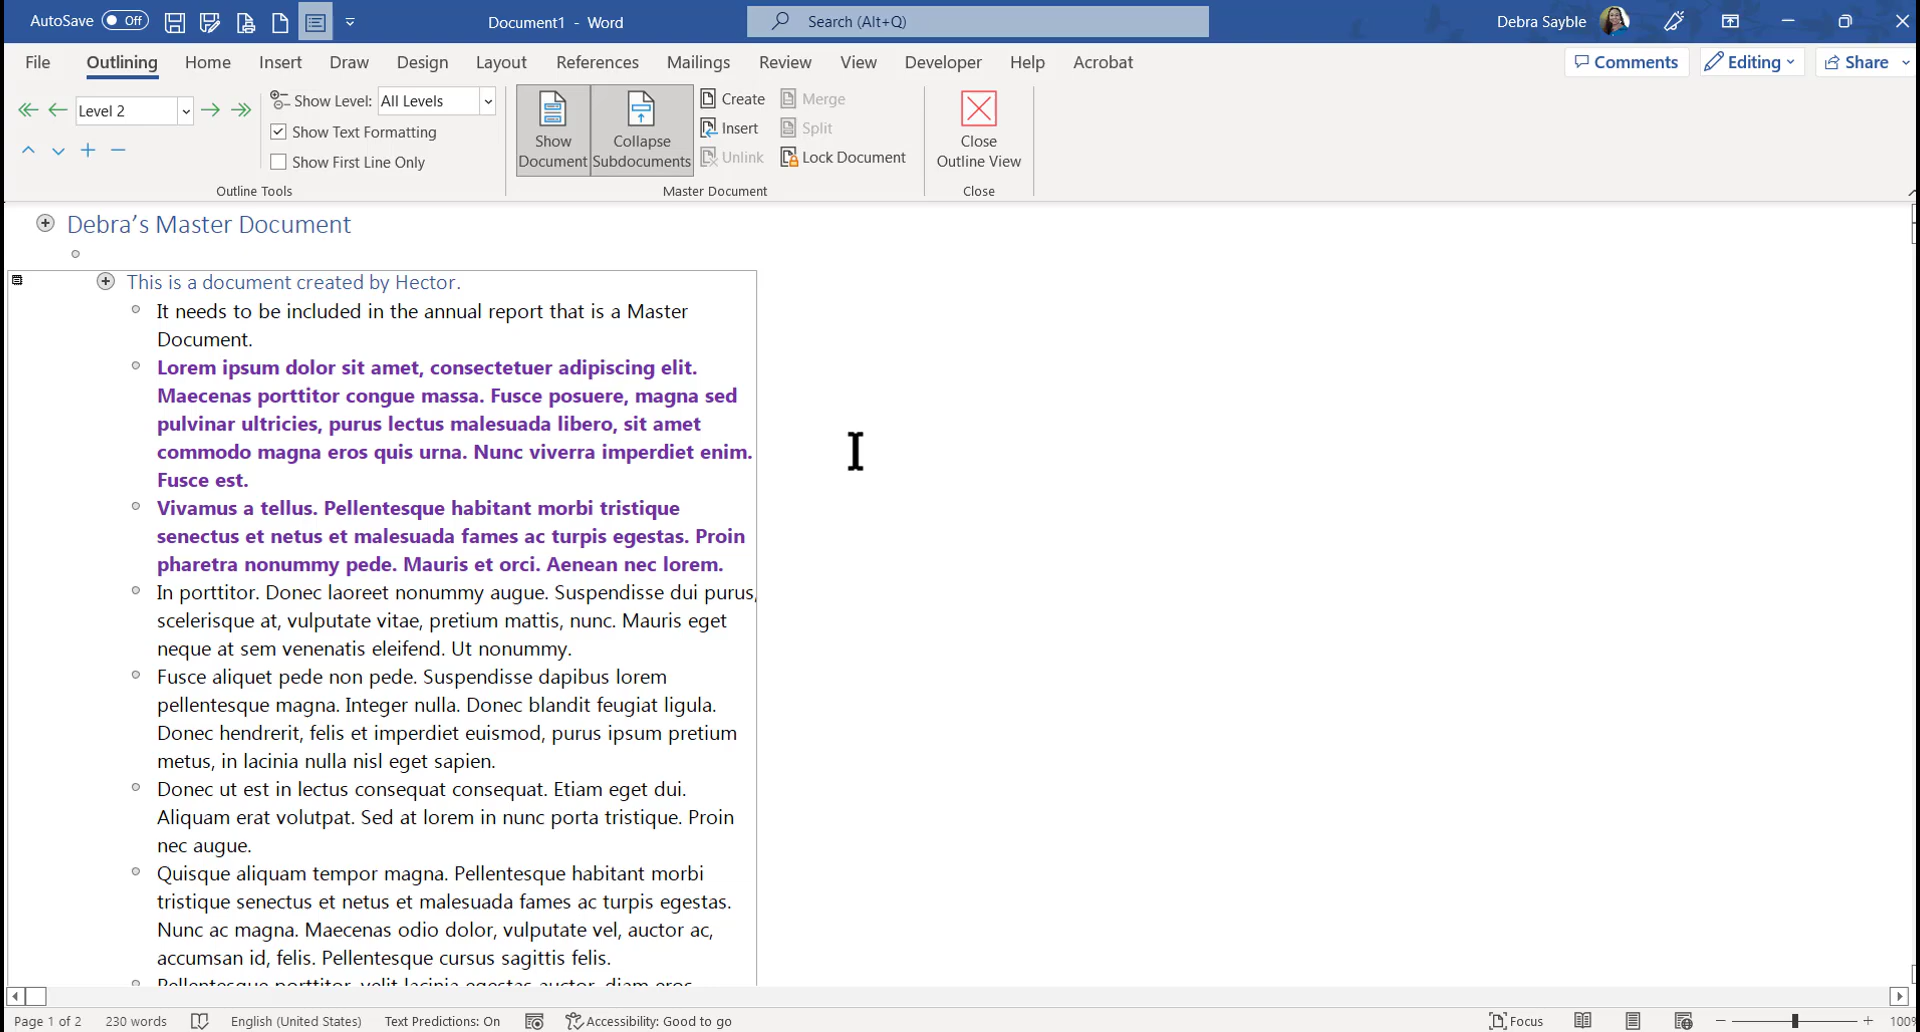 AutoSave Off Document1 - Word Search (Alt+Q) Debra Sayble
File Outlining Home Insert Draw Design Layout References Mailings Review View Developer Help Acrobat Comments Editing Share
Level 2 Show Level: All Levels
Show Text Formatting
Show First Line Only
Outline Tools
Show Document
Collapse Subdocuments
Create Merge
Insert Split
Unlink Lock Document
Master Document
Close Outline View
Close
Debra’s Master Document
This is a document created by Hector.
It needs to be included in the annual report that is a Master
Document.
Lorem ipsum dolor sit amet, consectetuer adipiscing elit.
Maecenas porttitor congue massa. Fusce posuere, magna sed
pulvinar ultricies, purus lectus malesuada libero, sit amet
commodo magna eros quis urna. Nunc viverra imperdiet enim.
Fusce est.
Vivamus a tellus. Pellentesque habitant morbi tristique
senectus et netus et malesuada fames ac turpis egestas. Proin
pharetra nonummy pede. Mauris et orci. Aenean nec lorem.
In porttitor. Donec laoreet nonummy augue. Suspendisse dui purus,
scelerisque at, vulputate vitae, pretium mattis, nunc. Mauris eget
neque at sem venenatis eleifend. Ut nonummy.
Fusce aliquet pede non pede. Suspendisse dapibus lorem
pellentesque magna. Integer nulla. Donec blandit feugiat ligula.
Donec hendrerit, felis et imperdiet euismod, purus ipsum pretium
metus, in lacinia nulla nisl eget sapien.
Donec ut est in lectus consequat consequat. Etiam eget dui.
Aliquam erat volutpat. Sed at lorem in nunc porta tristique. Proin
nec augue.
Quisque aliquam tempor magna. Pellentesque habitant morbi
tristique senectus et netus et malesuada fames ac turpis egestas.
Nunc ac magna. Maecenas odio dolor, vulputate vel, auctor ac,
accumsan id, felis. Pellentesque cursus sagittis felis.
Pellentesque porttitor, velit lacinia egestas auctor, diam eros
Page 1 of 2 230 words English (United States) Text Predictions: On Accessibility: Good to go Focus 100%